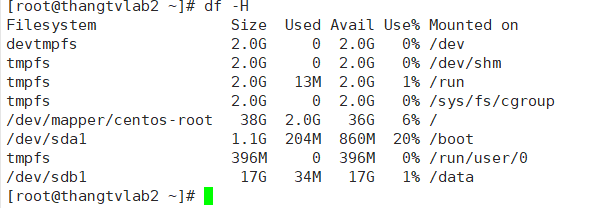 [root@thangtvlab2 ~]# df -H
Filesystem Size Used Avail Use% Mounted on
devtmpfs 2.0G 0 2.0G 0% /dev
tmpfs 2.0G 0 2.0G 0% /dev/shm
tmpfs 2.0G 13M 2.0G 1% /run
tmpfs 2.0G 0 2.0G 0% /sys/fs/cgroup
/dev/mapper/centos-root 38G 2.0G 36G 6% /
/dev/sda1 1.1G 204M 860M 20% /boot
tmpfs 396M 0 396M 0% /run/user/0
/dev/sdb1 17G 34M 17G 1% /data
[root@thangtvlab2 ~]#